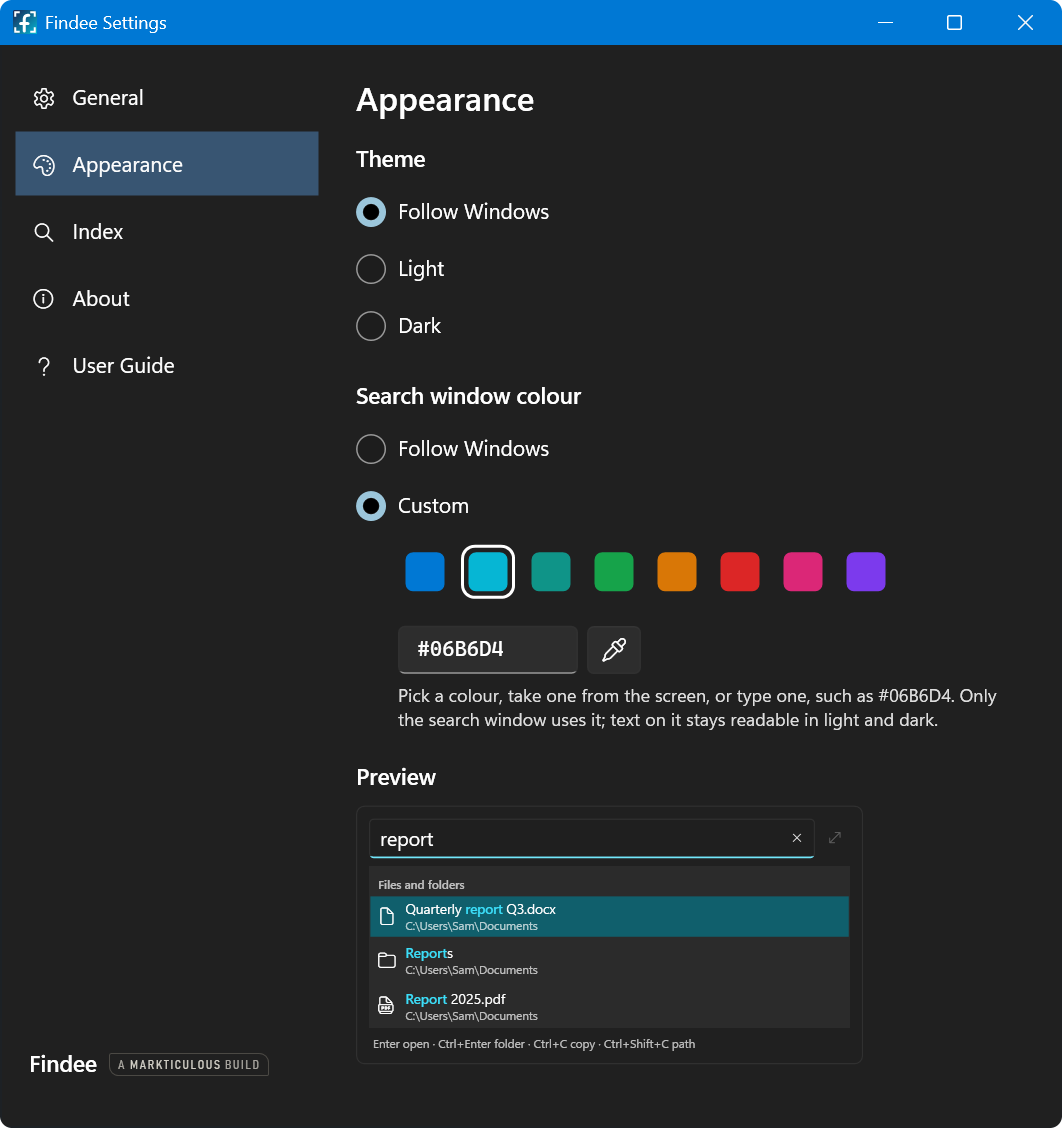 Findee Settings
General
Appearance
Index
About
User Guide
Appearance
Theme
Follow Windows
Light
Dark
Search window colour
Follow Windows
Custom
#06B6D4
Pick a colour, take one from the screen, or type one, such as #06B6D4. Only
the search window uses it; text on it stays readable in light and dark.
Preview
report
Files and folders
Quarterly report Q3.docx
C:\Users\Sam\Documents
Reports
C:\Users\Sam\Documents
PDF
Report 2025.pdf
C:\Users\Sam\Documents
Enter open · Ctrl+Enter folder · Ctrl+C copy · Ctrl+Shift+C path
Findee
A MARKTICULOUS BUILD